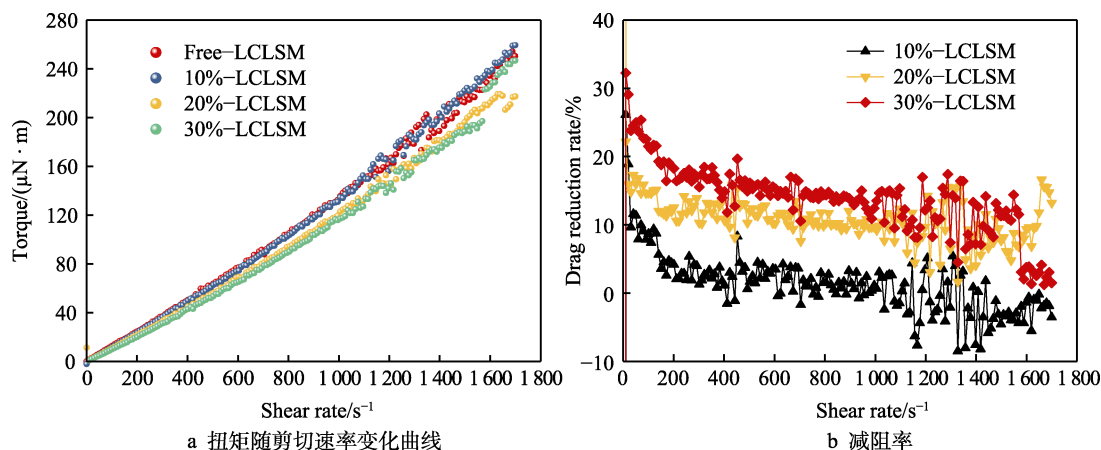 280
240
200
160
120
80
40
0
Torque/(μN · m)
Free−LCLSM
10%−LCLSM
20%−LCLSM
30%−LCLSM
0 200 400 600 800 1 000 1 200 1 400 1 600 1 800
Shear rate/s⁻¹
a 扭矩随剪切速率变化曲线
40
30
20
10
0
−10
Drag reduction rate/%
10%−LCLSM
20%−LCLSM
30%−LCLSM
0 200 400 600 800 1 000 1 200 1 400 1 600 1 800
Shear rate/s⁻¹
b 减阻率